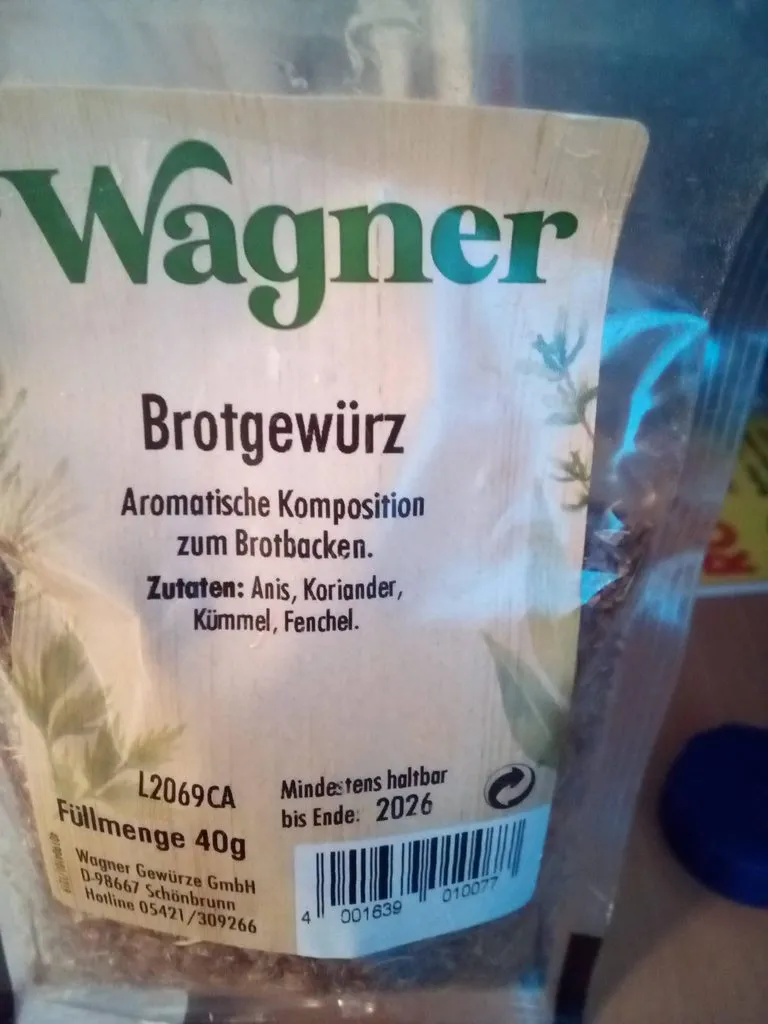 Wagner
Brotgewürz
Aromatische Komposition
zum Brotbacken.
Zutaten: Anis, Koriander,
Kümmel, Fenchel.
L2069CA
Füllmenge 40g
Mindestens haltbar
bis Ende: 2026
Wagner Gewürze GmbH
D-98667 Schönbrunn
Hotline 05421/309266
4 001639 010077